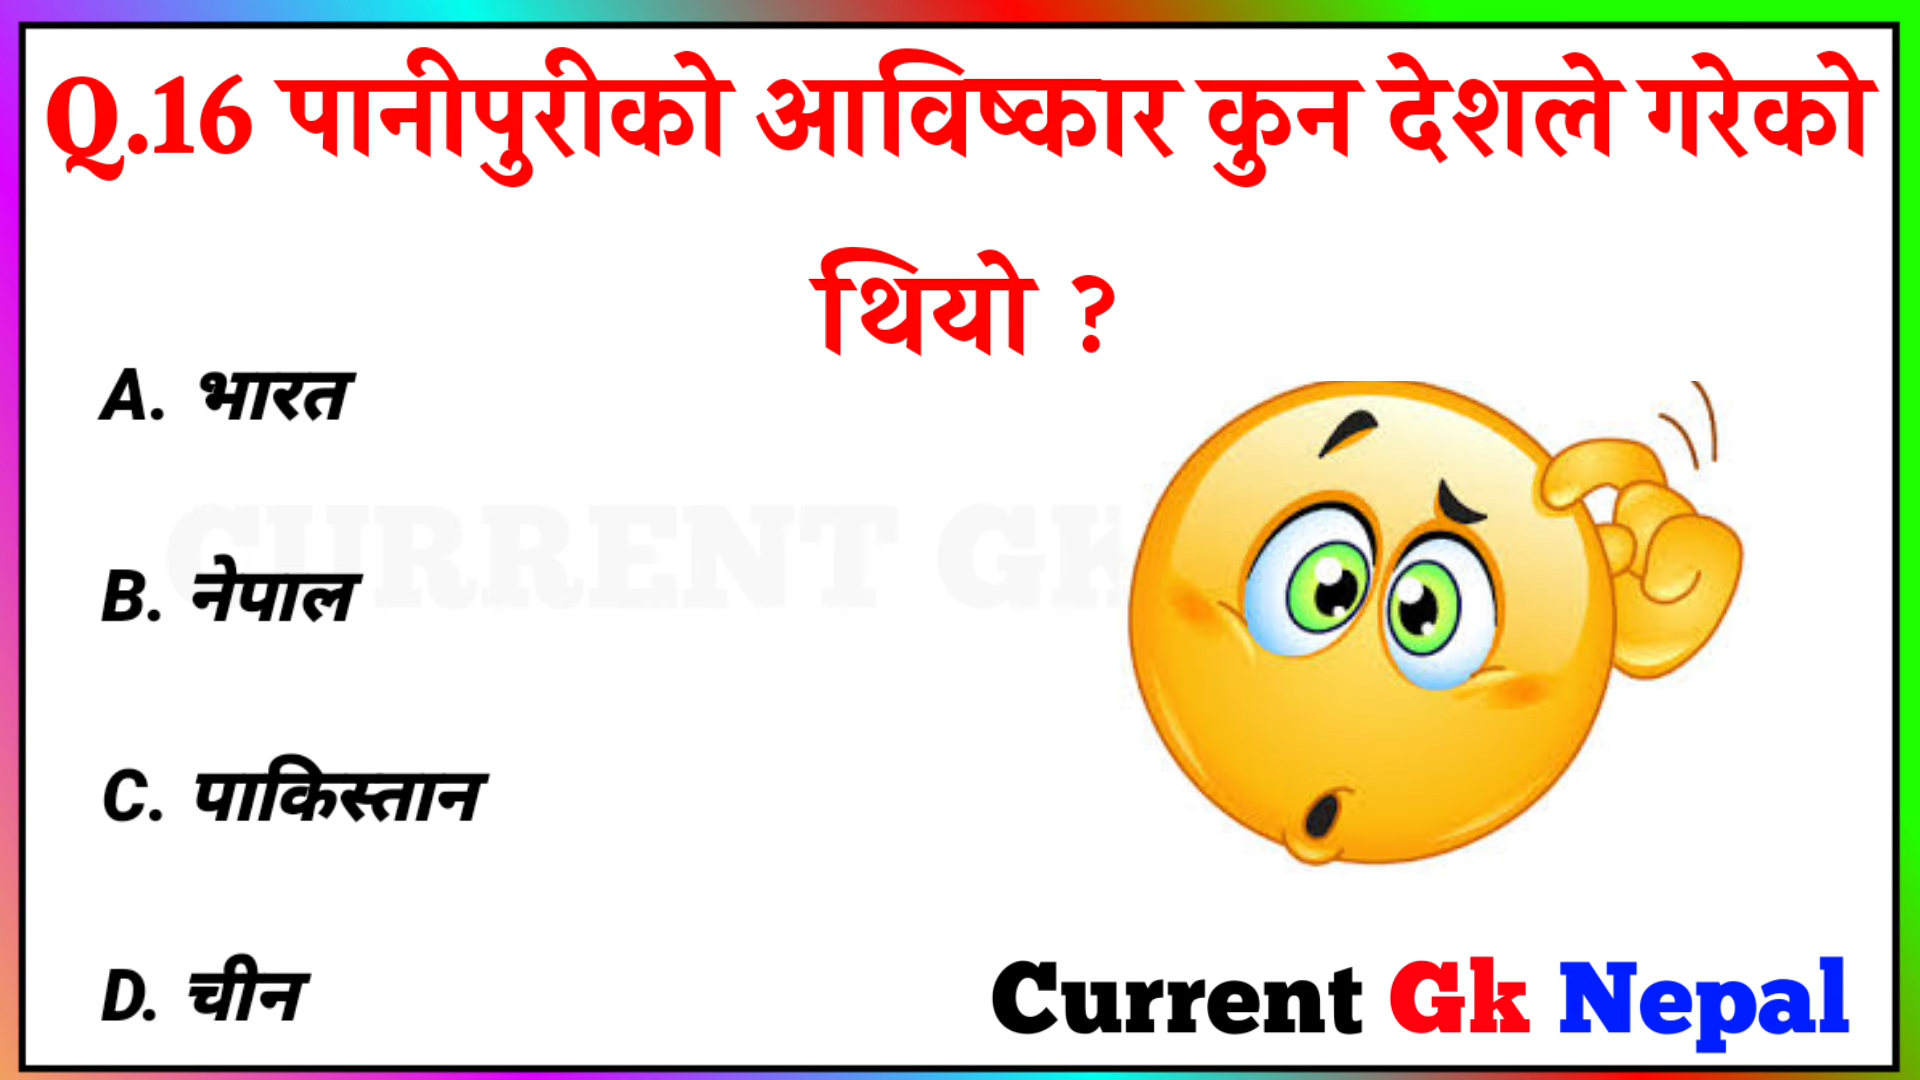 Q.16 पानीपुरीको आविष्कार कुन देशले गरेको
थियो ?
A. भारत
CURRENT GK
B. नेपाल
C. पाकिस्तान
D. चीन
Current Gk Nepal